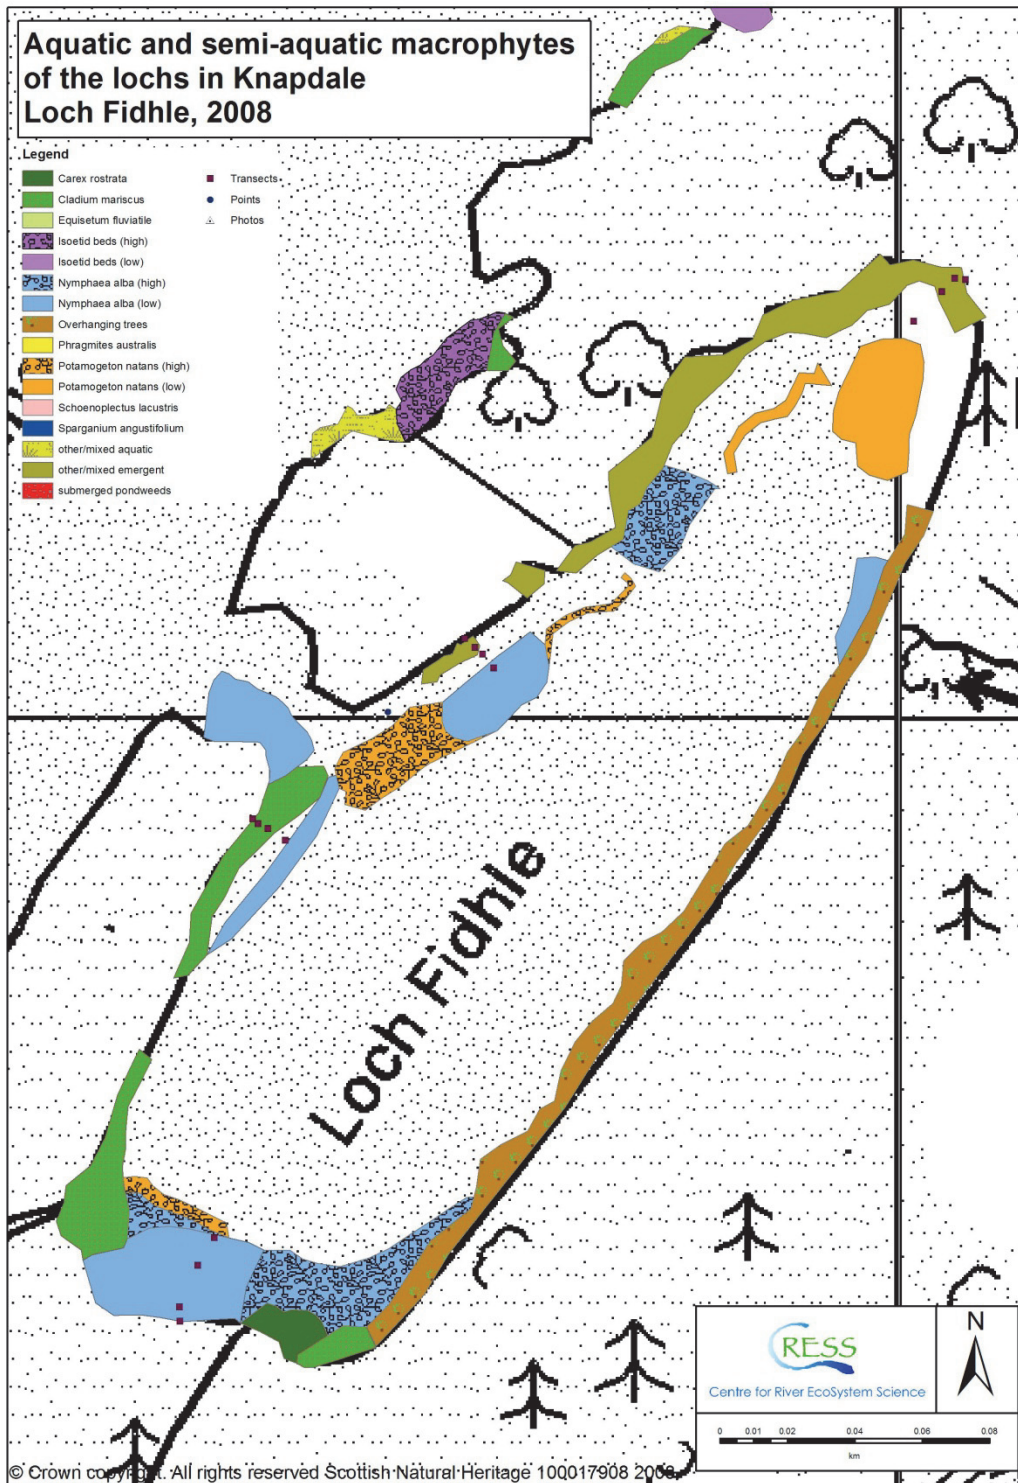 Aquatic and semi-aquatic macrophytes
of the lochs in Knapdale
Loch Fidhle, 2008
Legend
Carex rostrata
Cladium mariscus
Equisetum fluviatile
Isoetid beds (high)
Isoetid beds (low)
Nymphaea alba (high)
Nymphaea alba (low)
Overhanging trees
Phragmites australis
Potamogeton natans (high)
Potamogeton natans (low)
Schoenoplectus lacustris
Sparganium angustifolium
other/mixed aquatic
other/mixed emergent
submerged pondweeds
Transects
Points
Photos
Loch Fidhle
CRESS
Centre for River EcoSystem Science
N
0 0.01 0.02 0.04 0.06 0.08
km
© Crown copyright. All rights reserved Scottish Natural Heritage 100017908 2008